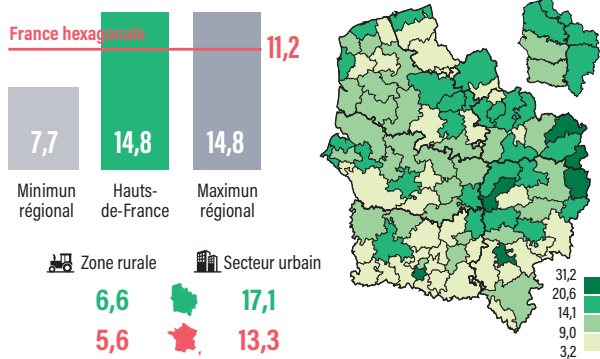 France hexagonale
11,2
7,7
14,8
14,8
Minimun
régional
Hauts-
de-France
Maximun
régional
Zone rurale
Secteur urbain
6,6
17,1
5,6
13,3
31,2
20,6
14,1
9,0
3,2